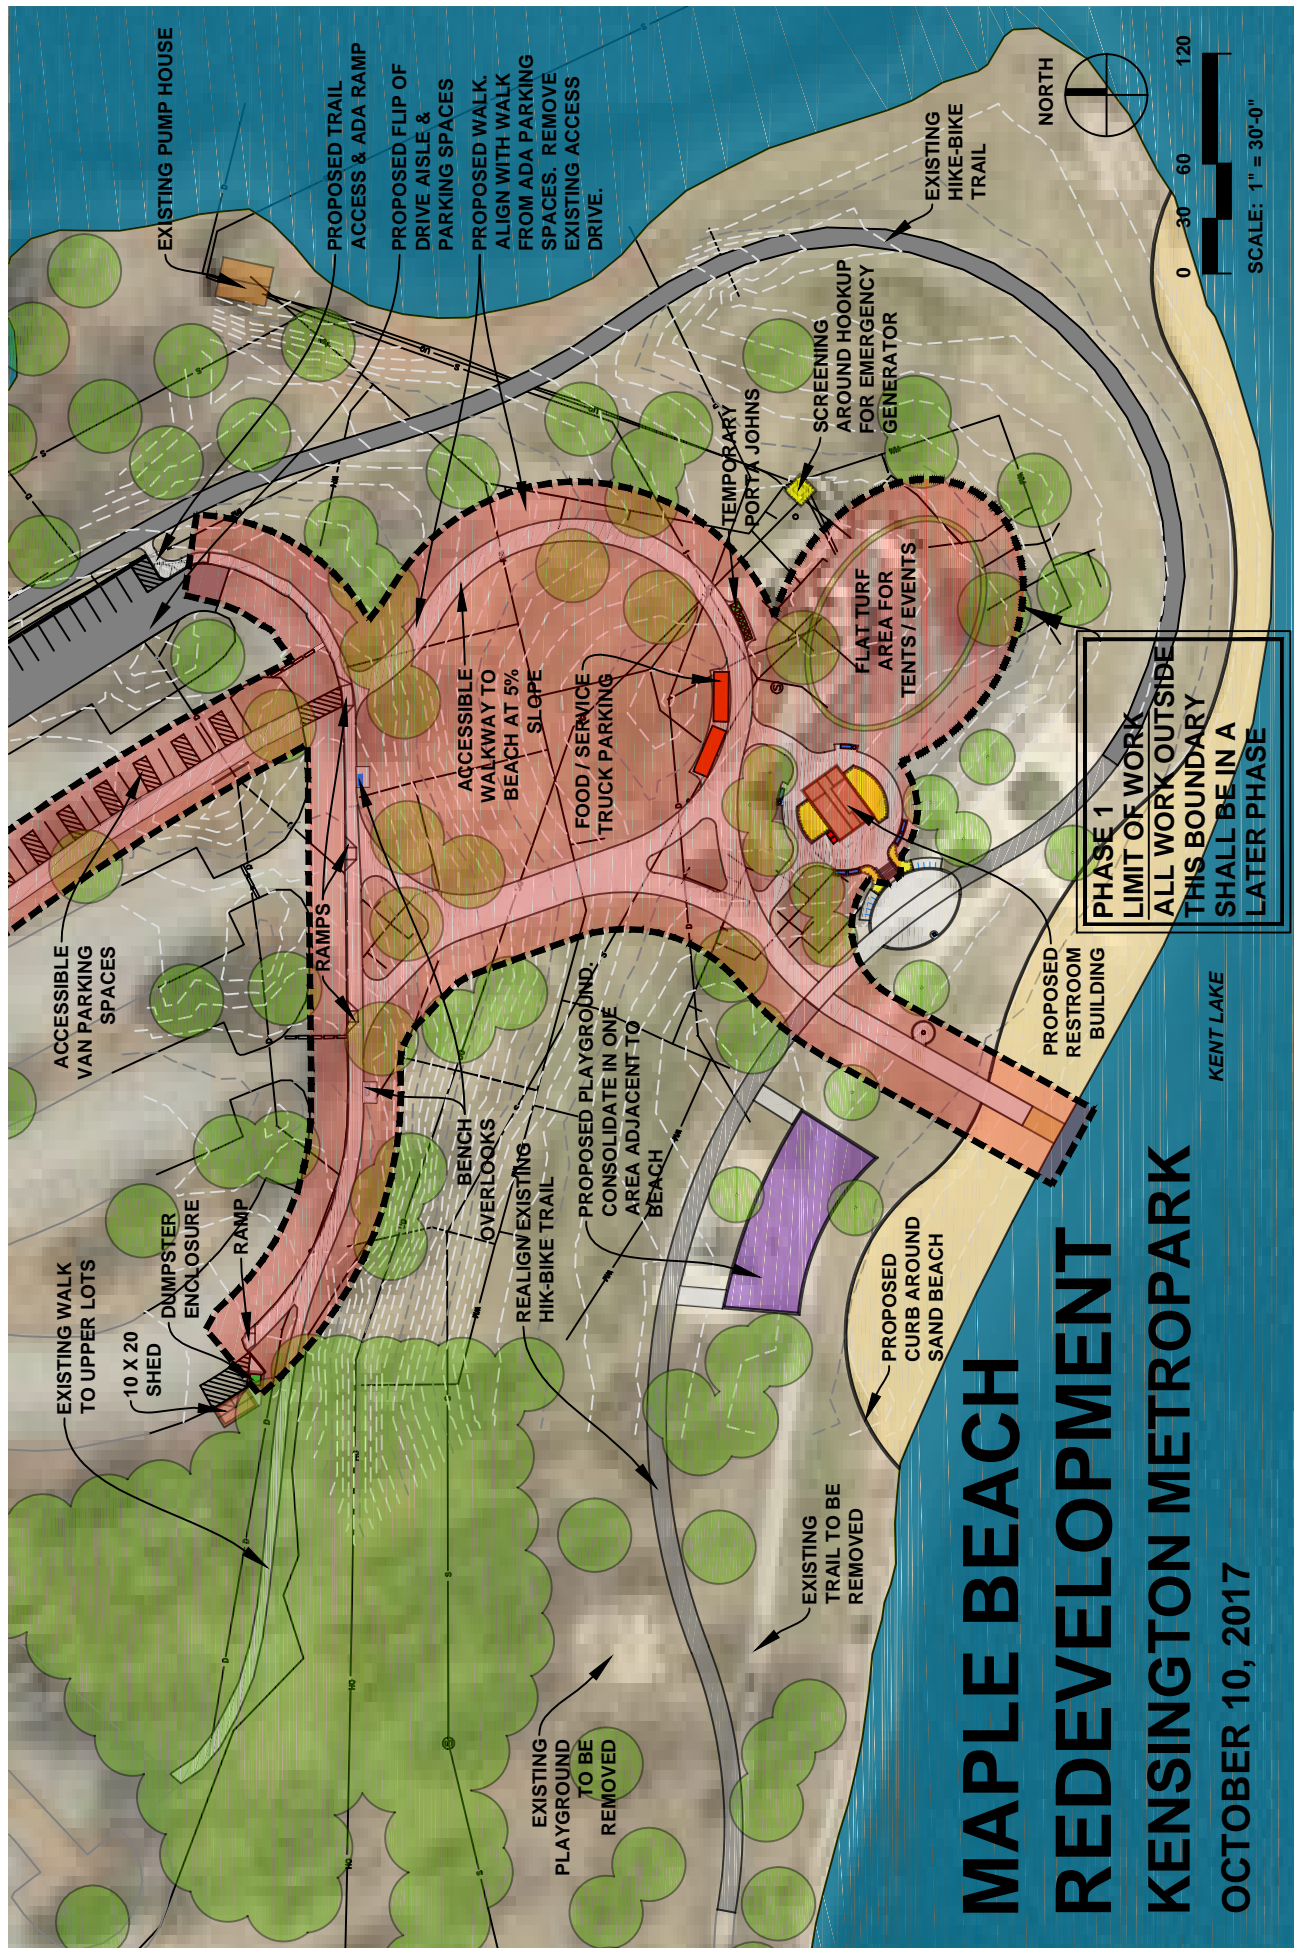 EXISTING WALK
TO UPPER LOTS
10 X 20
SHED
DUMPSTER
ENCLOSURE
RAMP
ACCESSIBLE
VAN PARKING
SPACES
RAMPS
EXISTING PUMP HOUSE
PROPOSED TRAIL
ACCESS & ADA RAMP
PROPOSED FLIP OF
DRIVE AISLE &
PARKING SPACES
PROPOSED WALK.
ALIGN WITH WALK
FROM ADA PARKING
SPACES. REMOVE
EXISTING ACCESS
DRIVE.
BENCH
OVERLOOKS
ACCESSIBLE
WALKWAY TO
BEACH AT 5%
SLOPE
FOOD / SERVICE
TRUCK PARKING
TEMPORARY
PORTA JOHNS
SCREENING
AROUND HOOKUP
FOR EMERGENCY
GENERATOR
EXISTING
HIKE-BIKE
TRAIL
FLAT TURF
AREA FOR
TENTS / EVENTS
REALIGN EXISTING
HIK-BIKE TRAIL
PROPOSED PLAYGROUND.
CONSOLIDATE IN ONE
AREA ADJACENT TO
BEACH
EXISTING
PLAYGROUND
TO BE
REMOVED
EXISTING
TRAIL TO BE
REMOVED
PROPOSED
CURB AROUND
SAND BEACH
PROPOSED
RESTROOM
BUILDING
PHASE 1
LIMIT OF WORK
ALL WORK OUTSIDE
THIS BOUNDARY
SHALL BE IN A
LATER PHASE
KENT LAKE
NORTH
0 30 60 120
SCALE: 1" = 30'-0"
MAPLE BEACH
REDEVELOPMENT
KENSINGTON METROPARK
OCTOBER 10, 2017